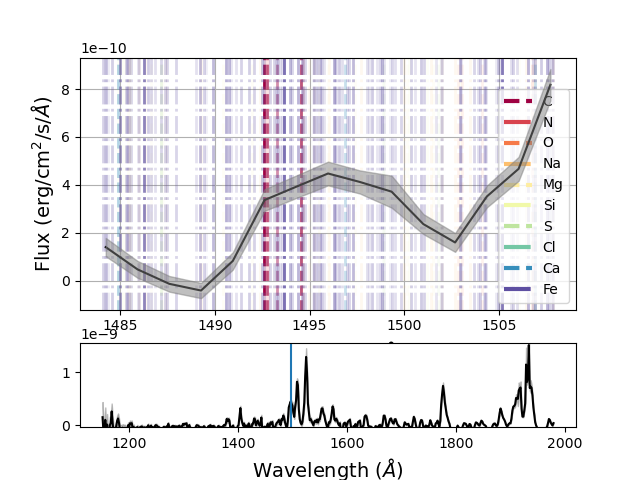 1e−10
8
6
4
2
0
Flux (erg/cm²/s/Å)
C
N
O
Na
Mg
Si
S
Cl
Ca
Fe
1485 1490 1495 1500 1505
1e−9
1
0
1200 1400 1600 1800 2000
Wavelength (Å)